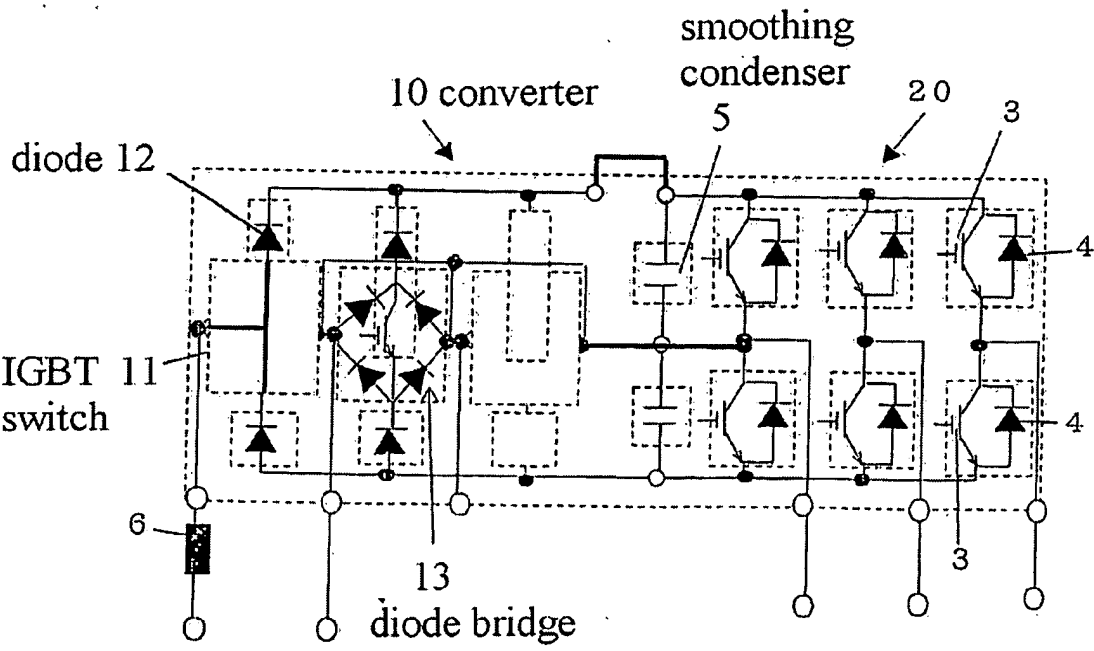 smoothing
condenser
5
10 converter
20
3
diode 12
4
IGBT 11
switch
4
6
3
13
diode bridge